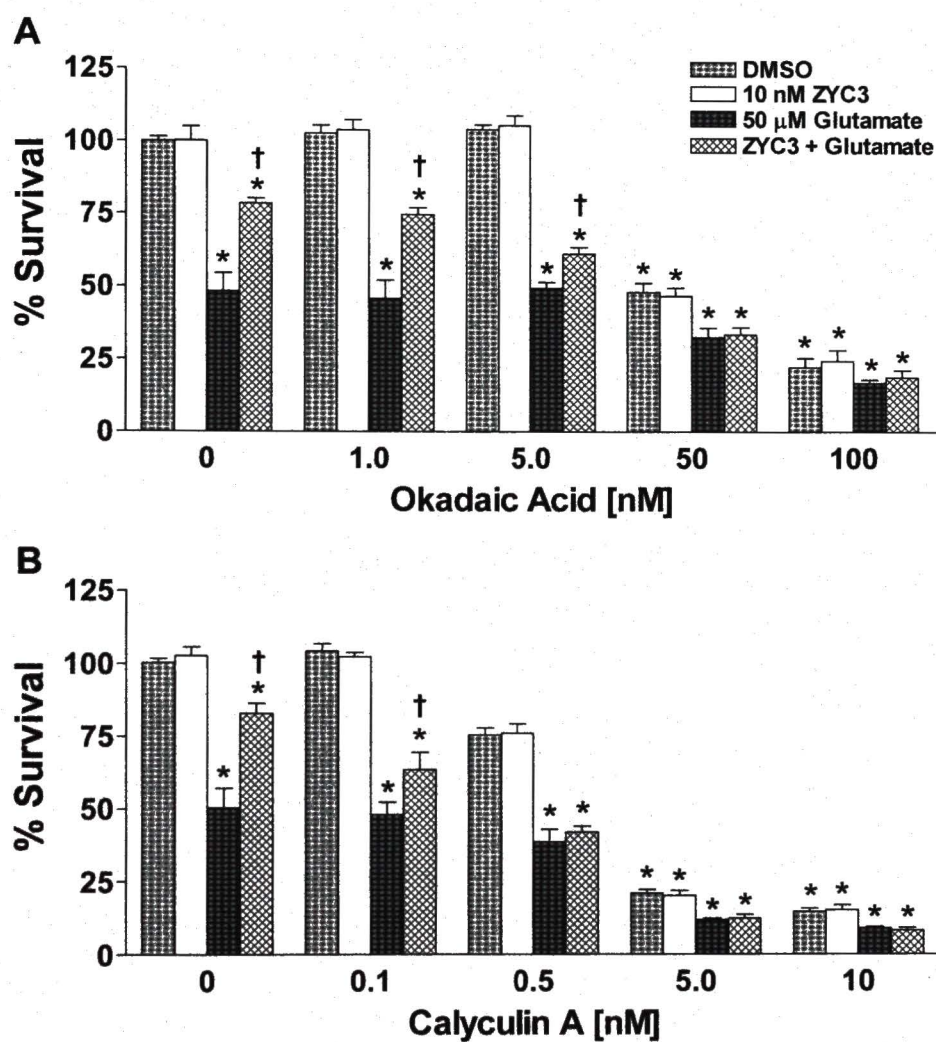 A
125
100
75
50
25
0
% Survival
DMSO
10 nM ZYC3
50 μM Glutamate
ZYC3 + Glutamate
† † †
* * * * * * * * * * * * * *
0 1.0 5.0 50 100
Okadaic Acid [nM]
B
125
100
75
50
25
0
% Survival
† †
* * * * * * * * * * * * * *
0 0.1 0.5 5.0 10
Calyculin A [nM]